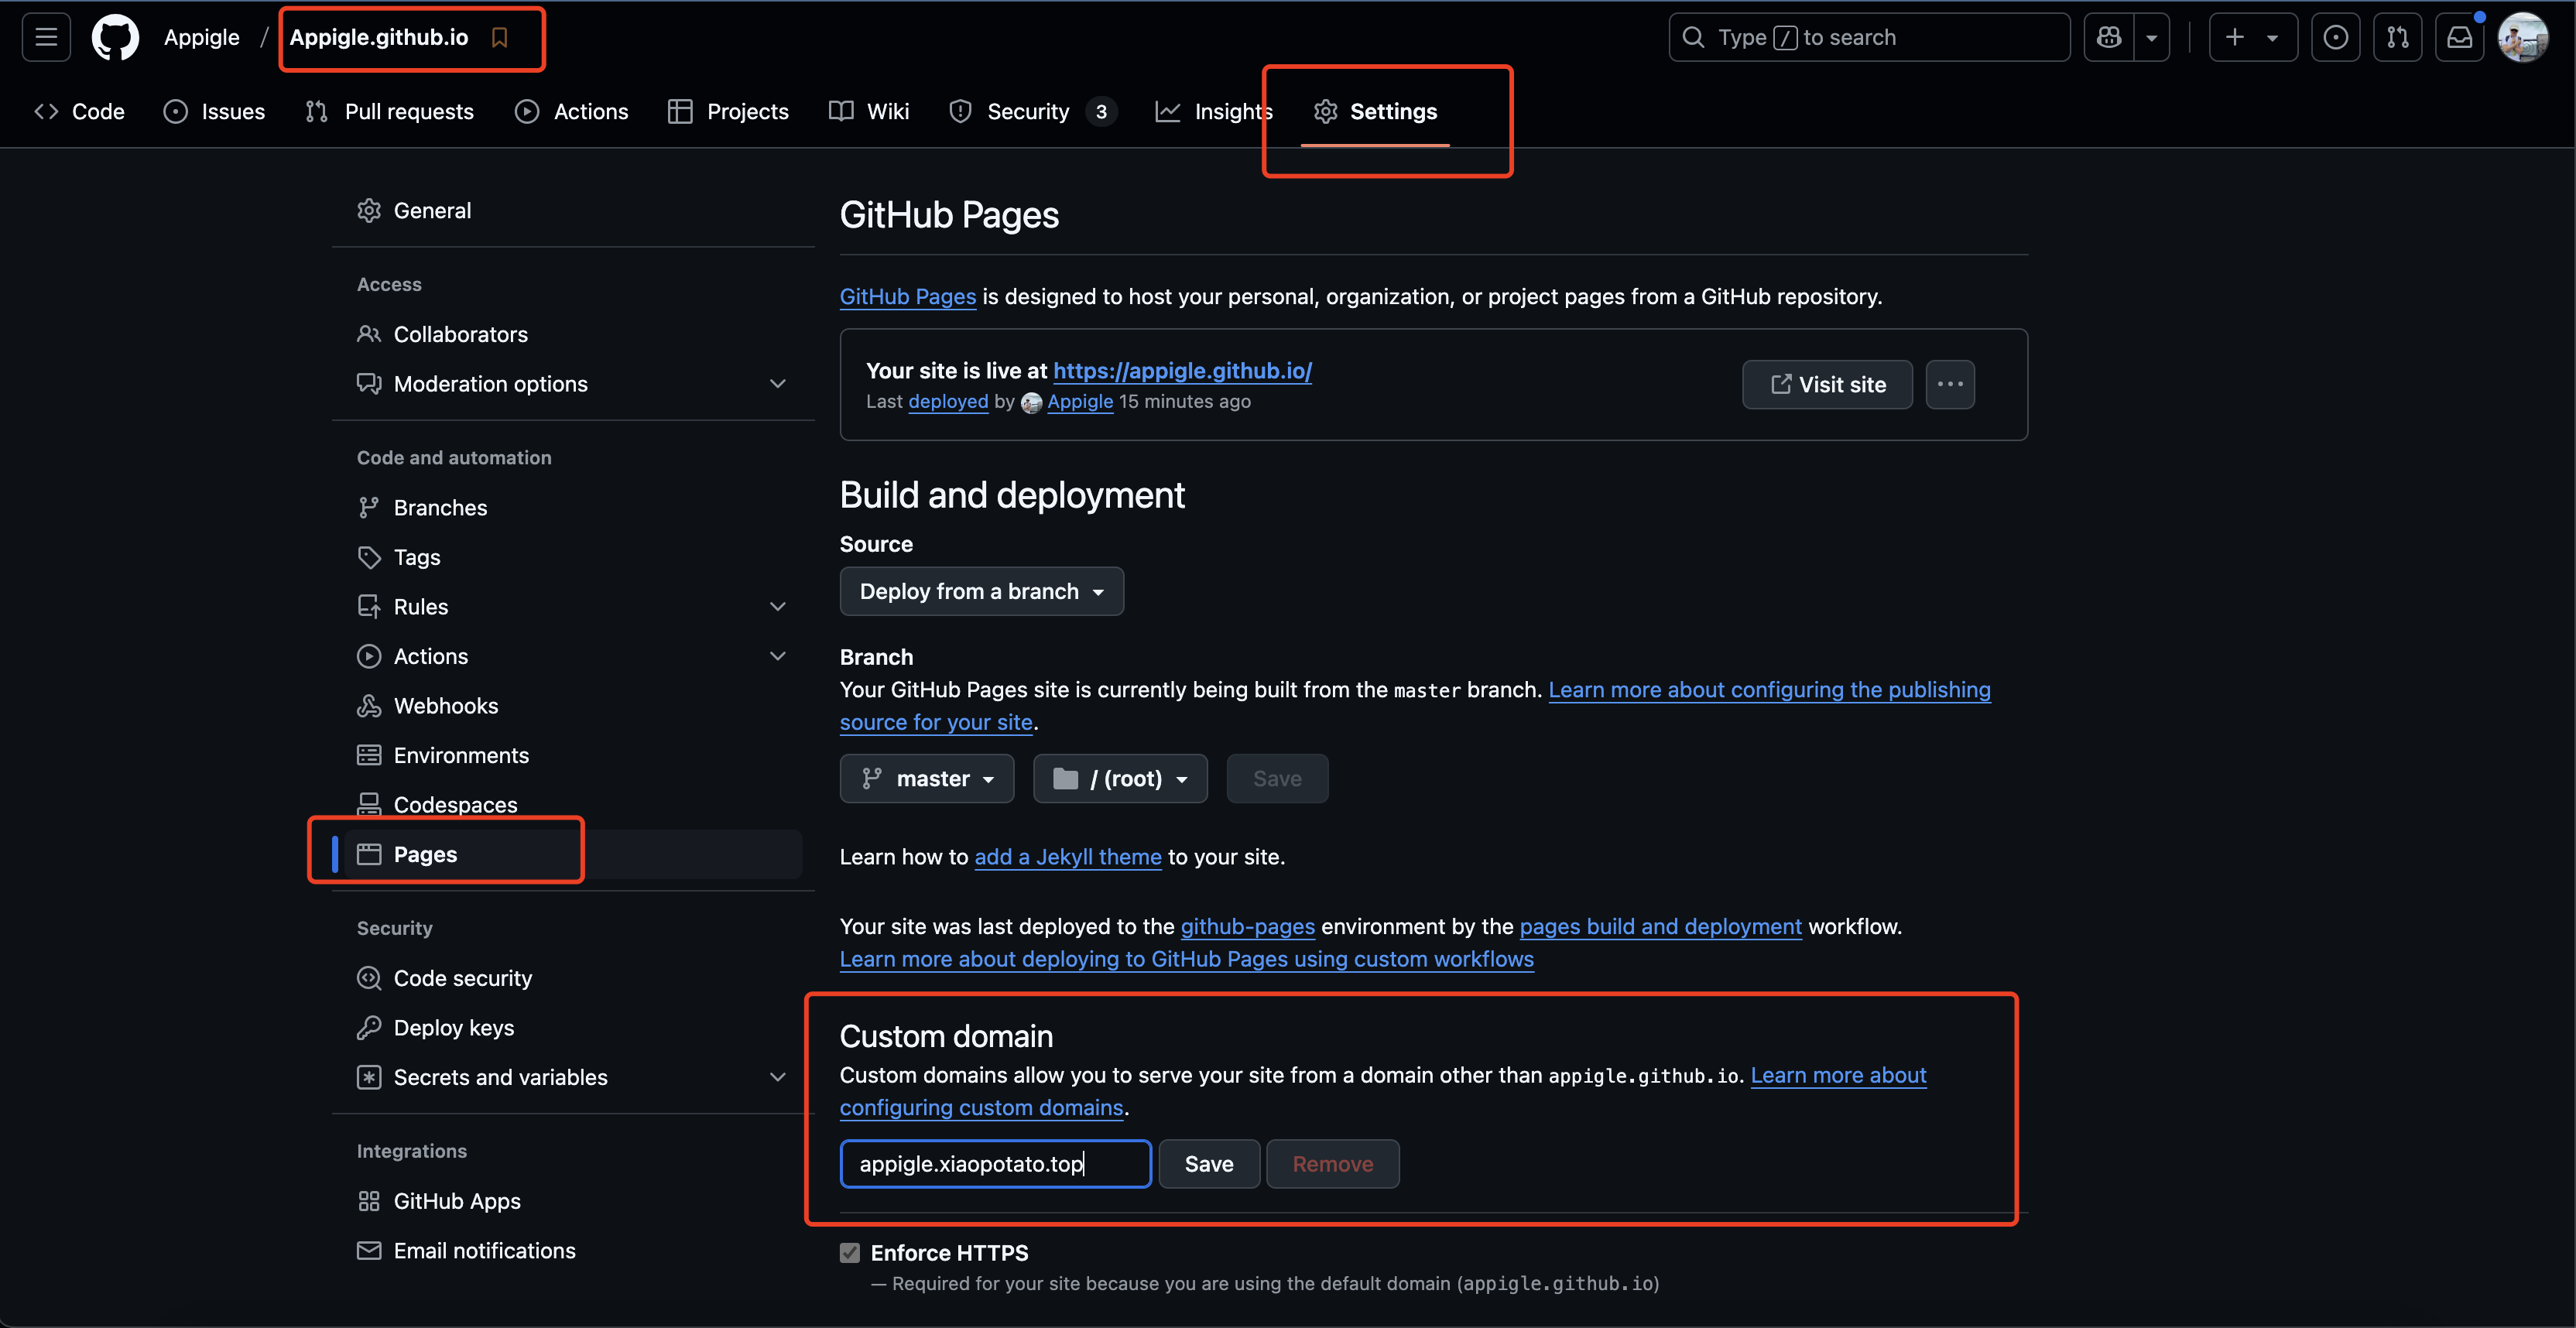 Appigle / Appigle.github.io
Type / to search
Code Issues Pull requests Actions Projects Wiki Security 3 Insights Settings
General
Access
Collaborators
Moderation options
Code and automation
Branches
Tags
Rules
Actions
Webhooks
Environments
Codespaces
Pages
Security
Code security
Deploy keys
Secrets and variables
Integrations
GitHub Apps
Email notifications
GitHub Pages
GitHub Pages is designed to host your personal, organization, or project pages from a GitHub repository.
Your site is live at https://appigle.github.io/
Last deployed by Appigle 15 minutes ago
Visit site
Build and deployment
Source
Deploy from a branch
Branch
Your GitHub Pages site is currently being built from the master branch. Learn more about configuring the publishing
source for your site.
master / (root) Save
Learn how to add a Jekyll theme to your site.
Your site was last deployed to the github-pages environment by the pages build and deployment workflow.
Learn more about deploying to GitHub Pages using custom workflows
Custom domain
Custom domains allow you to serve your site from a domain other than appigle.github.io. Learn more about
configuring custom domains.
appigle.xiaopotato.top Save Remove
Enforce HTTPS
— Required for your site because you are using the default domain (appigle.github.io)